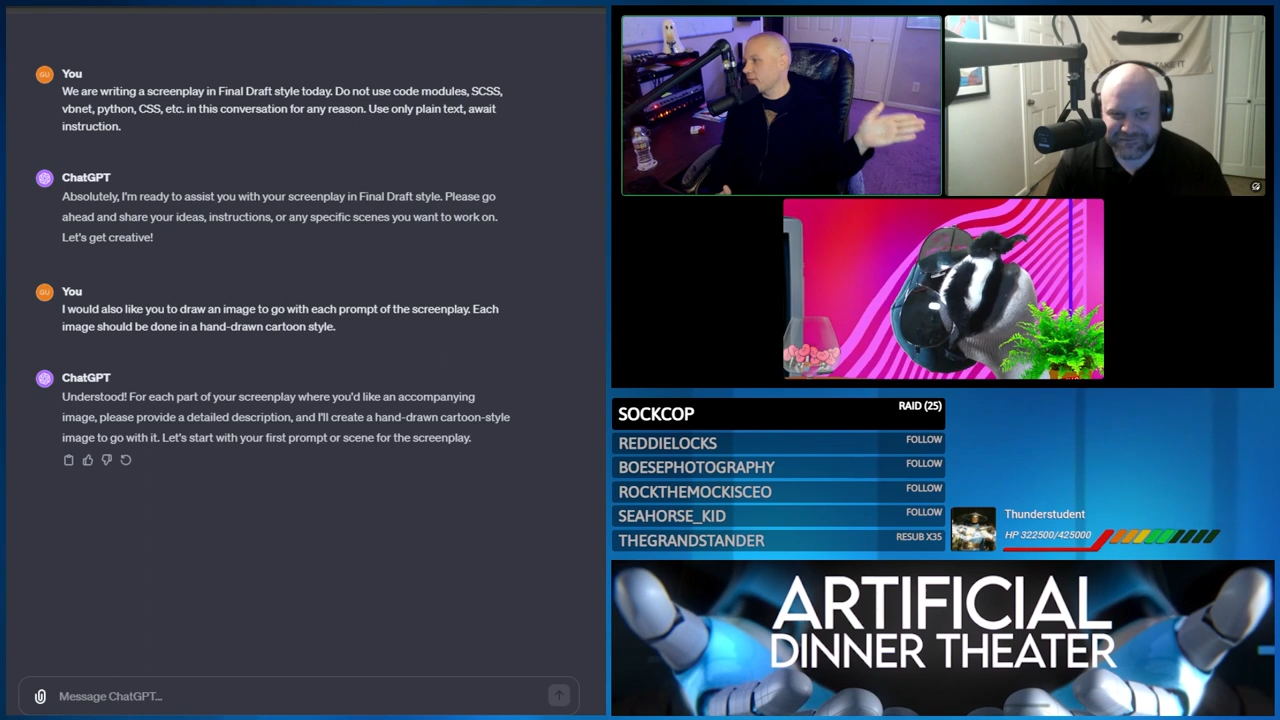 GU
You
We are writing a screenplay in Final Draft style today. Do not use code modules, SCSS,
vbnet, python, CSS, etc. in this conversation for any reason. Use only plain text, await
instruction.
ChatGPT
Absolutely, I'm ready to assist you with your screenplay in Final Draft style. Please go
ahead and share your ideas, instructions, or any specific scenes you want to work on.
Let's get creative!
GU
You
I would also like you to draw an image to go with each prompt of the screenplay. Each
image should be done in a hand-drawn cartoon style.
ChatGPT
Understood! For each part of your screenplay where you'd like an accompanying
image, please provide a detailed description, and I'll create a hand-drawn cartoon-style
image to go with it. Let's start with your first prompt or scene for the screenplay.
Message ChatGPT...
TAKE IT
SOCKCOP RAID (25)
REDDIELOCKS FOLLOW
BOESEPHOTOGRAPHY FOLLOW
ROCKTHEMOCKISCEO FOLLOW
SEAHORSE_KID FOLLOW
THEGRANDSTANDER RESUB X35
Thunderstudent
HP 322500/425000
ARTIFICIAL
DINNER THEATER